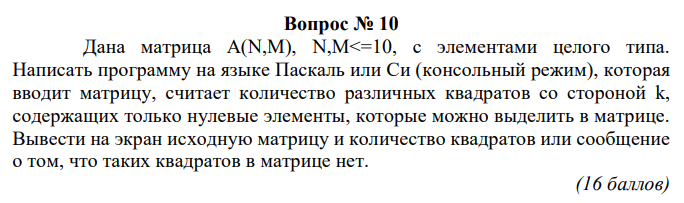 Вопрос № 10
Дана матрица A(N,M), N,M<=10, с элементами целого типа.
Написать программу на языке Паскаль или Си (консольный режим), которая
вводит матрицу, считает количество различных квадратов со стороной k,
содержащих только нулевые элементы, которые можно выделить в матрице.
Вывести на экран исходную матрицу и количество квадратов или сообщение
о том, что таких квадратов в матрице нет.
(16 баллов)